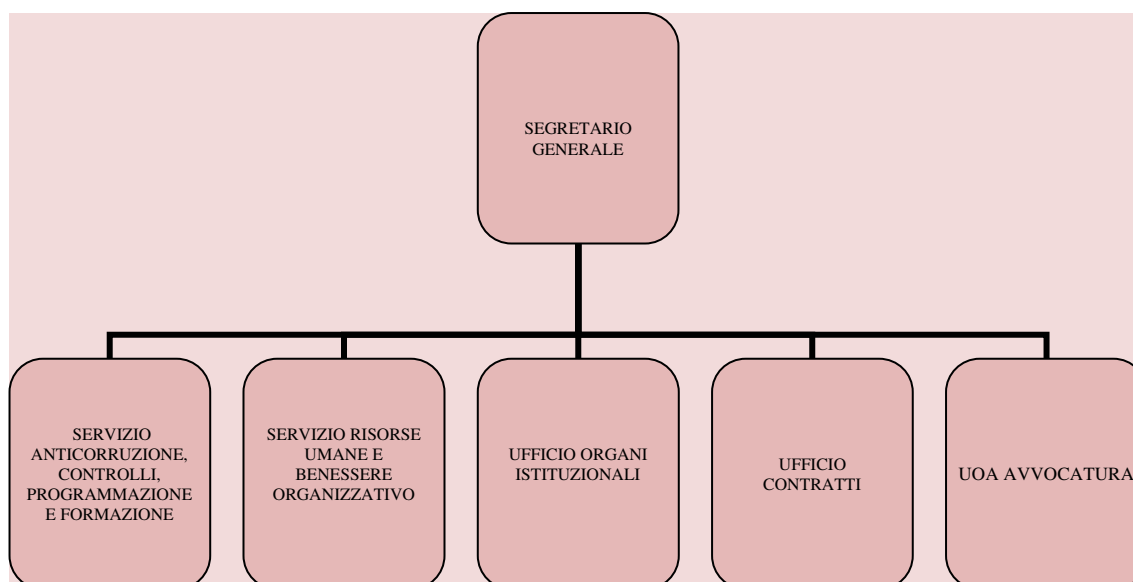 SEGRETARIO
GENERALE
SERVIZIO
ANTICORRUZIONE,
CONTROLLI,
PROGRAMMAZIONE
E FORMAZIONE
SERVIZIO RISORSE
UMANE E
BENESSERE
ORGANIZZATIVO
UFFICIO ORGANI
ISTITUZIONALI
UFFICIO
CONTRATTI
UOA AVVOCATURA